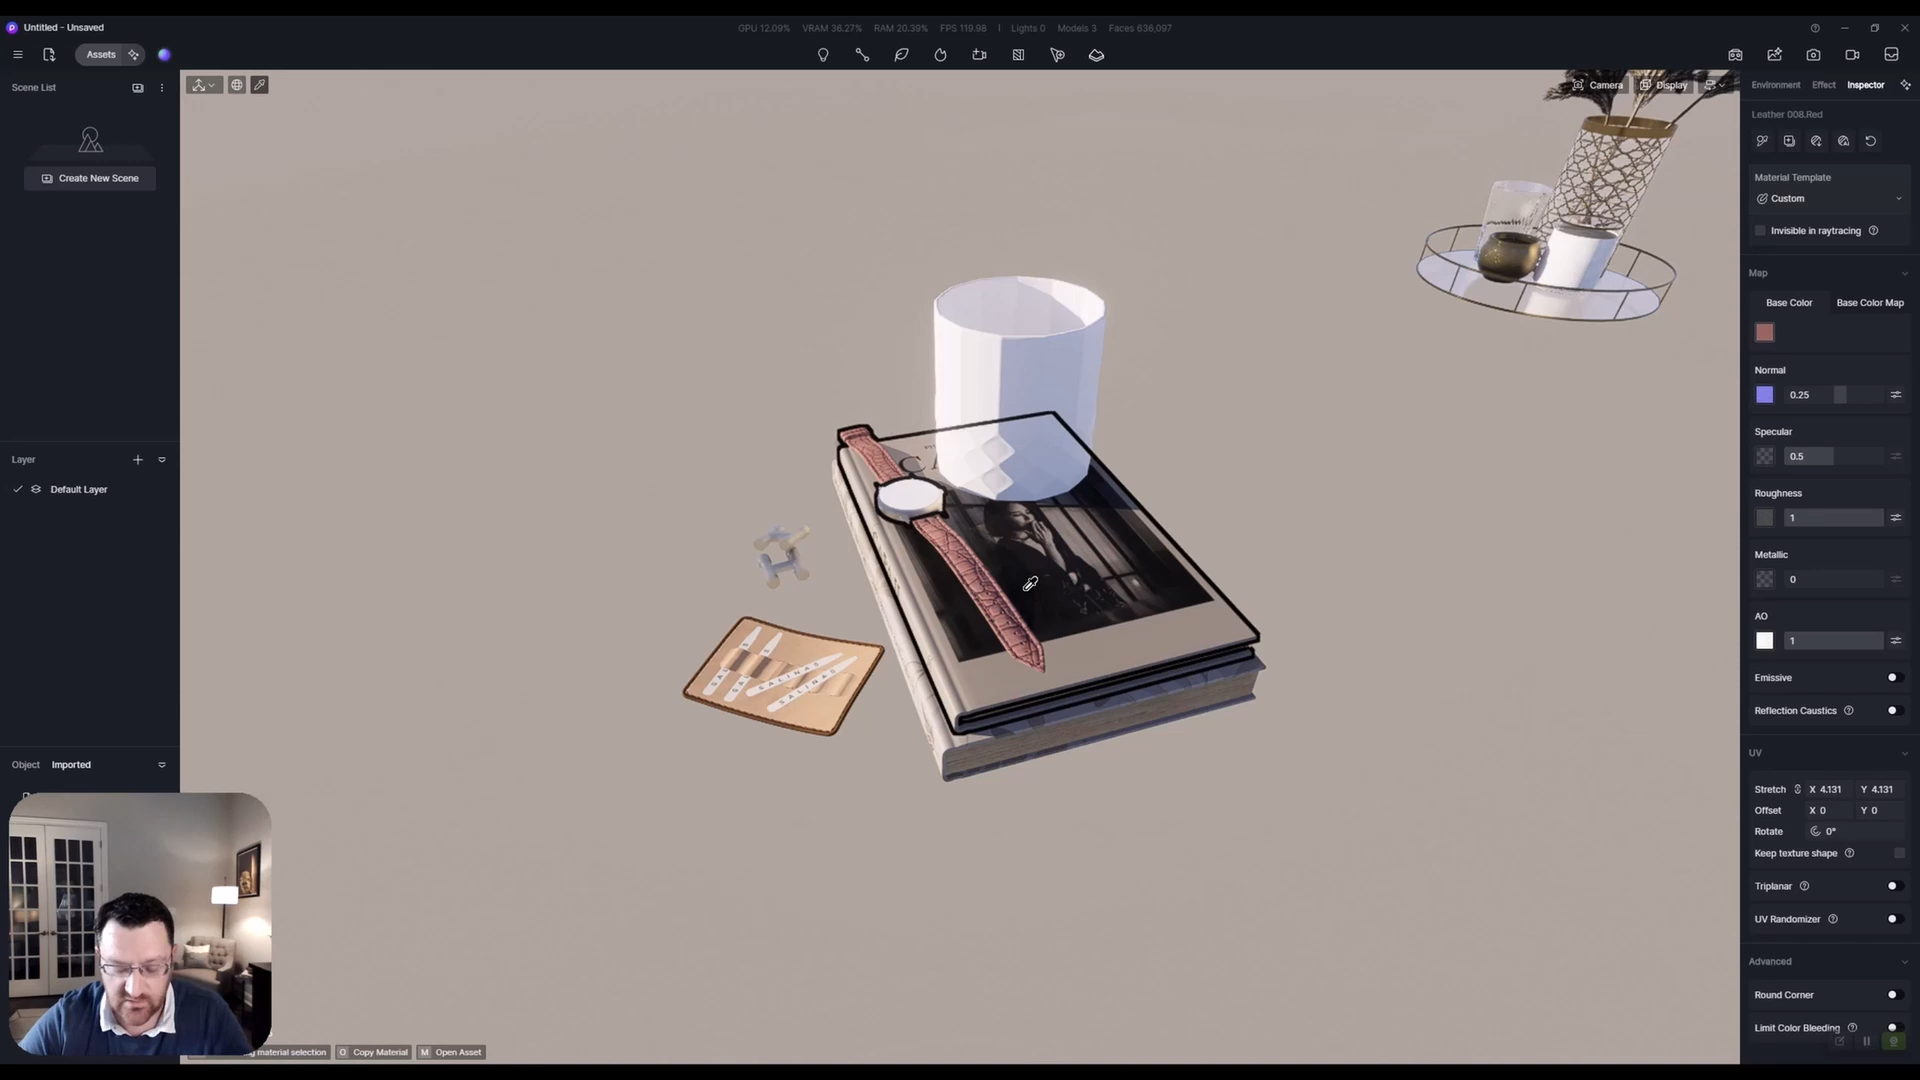 Untitled - Unsaved
GPU 12.09% VRAM 36.27% RAM 20.39% FPS 119.98 | Lights 0 Models 3 Faces 636,097
Assets
Scene List
Camera
Display
Environment
Effect
Inspector
Leather 008.Red
Material Template
Custom
Invisible in raytracing
Create New Scene
Map
Base Color
Base Color Map
Normal
0.25
Specular
0.5
Roughness
1
Metallic
0
AO
1
Emissive
Reflection Caustics
Layer
Default Layer
SALINAS
SALINAS
UV
Stretch X 4.131 Y 4.131
Offset X 0 Y 0
Rotate 0°
Keep texture shape
Triplanar
UV Randomizer
Object
Imported
Advanced
Round Corner
Limit Color Bleeding
material selection
O Copy Material
M Open Asset